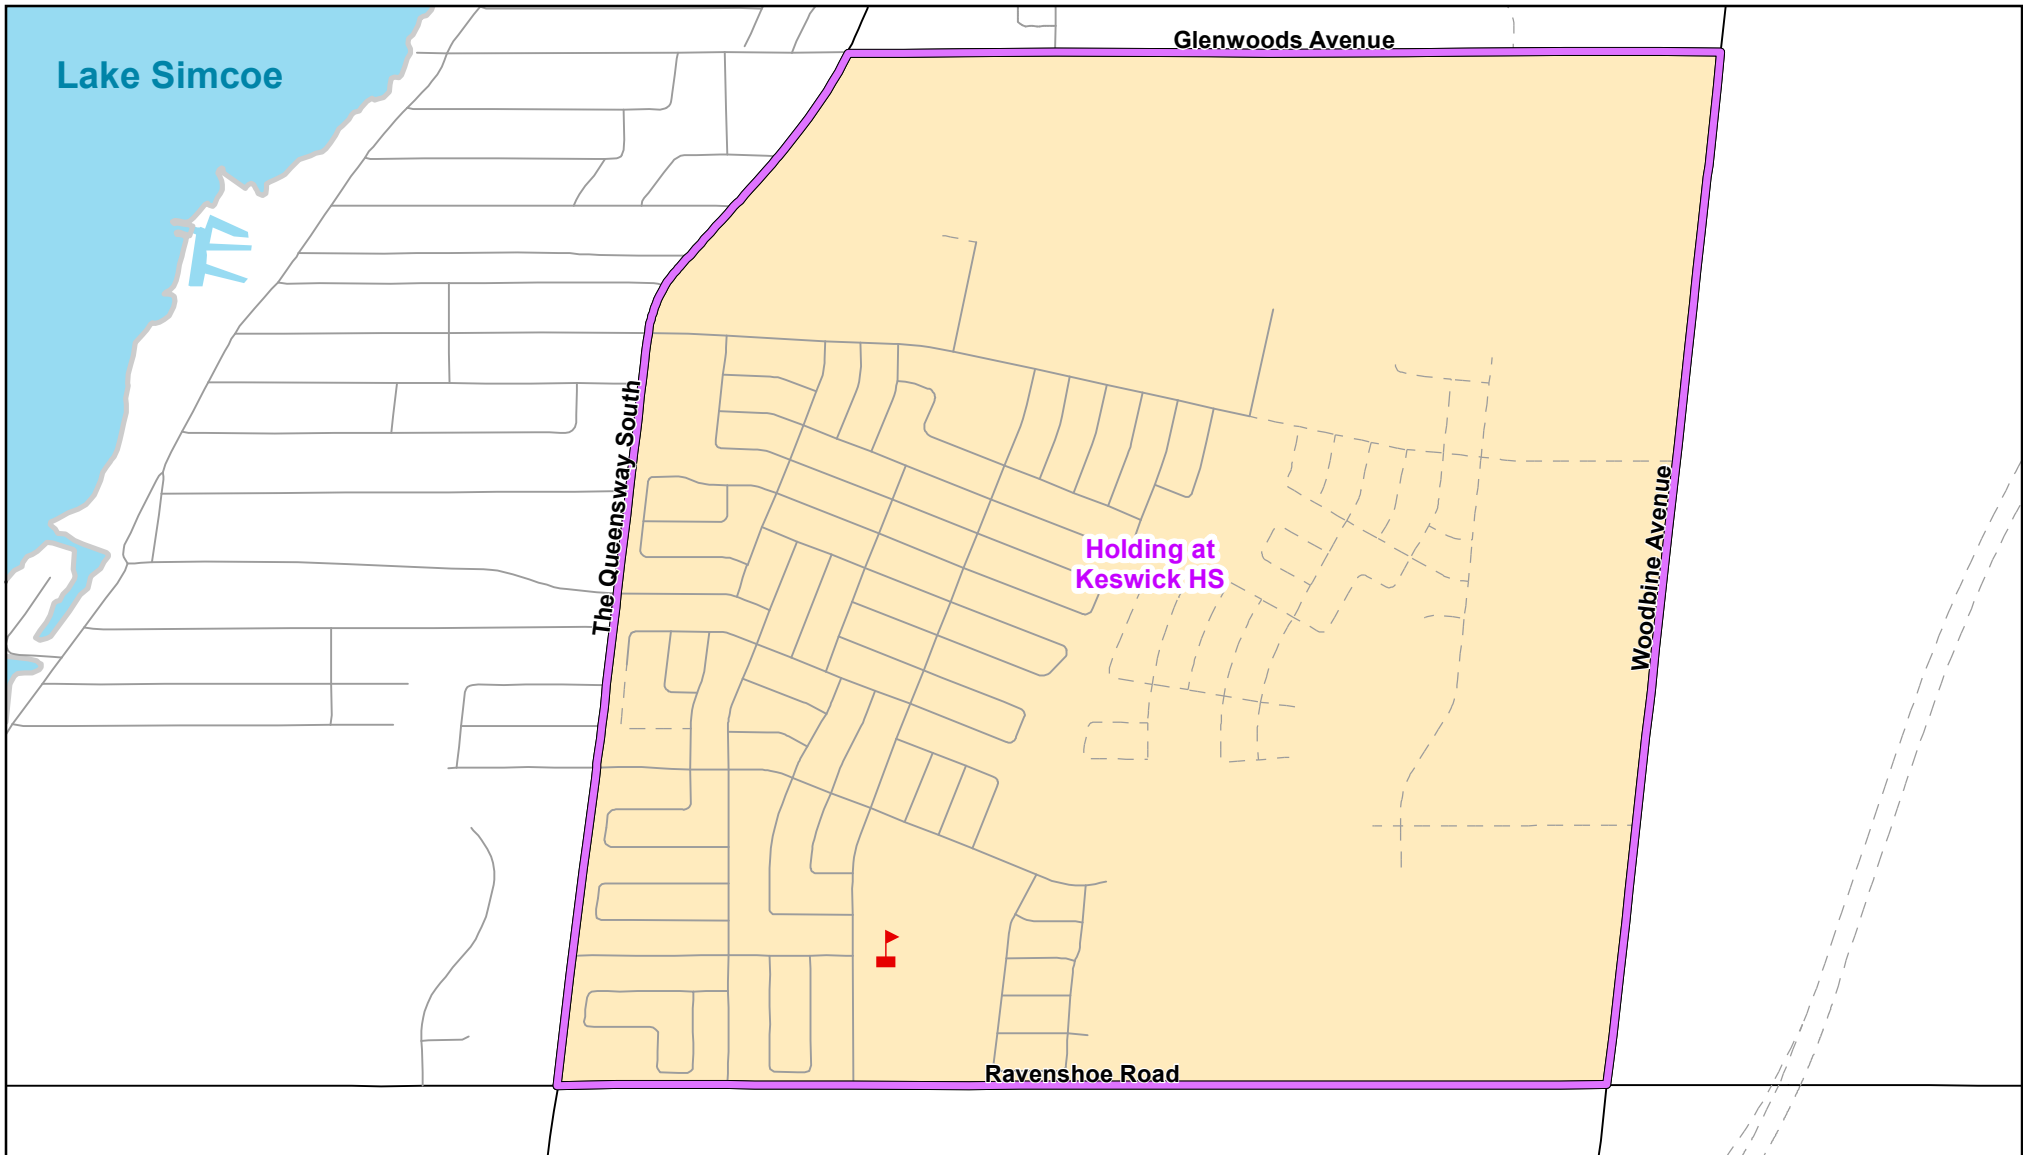 Glenwoods Avenue
Lake Simcoe
The Queensway South
Woodbine Avenue
Holding at
Keswick HS
Ravenshoe Road